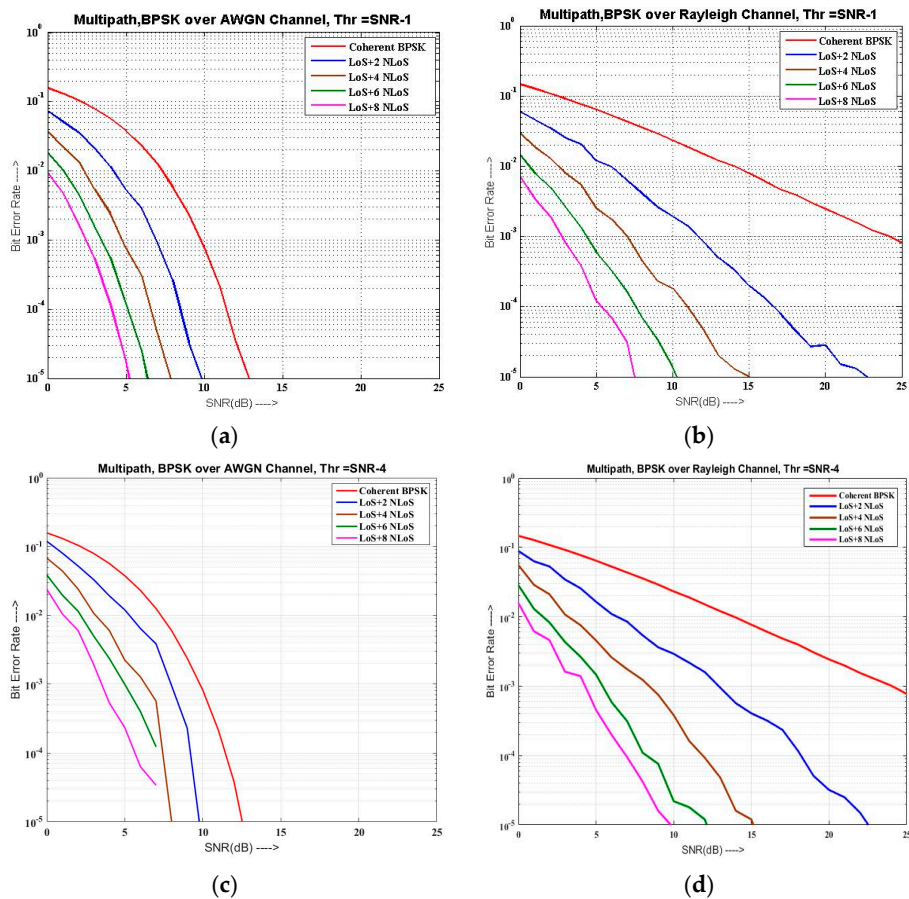 Multipath,BPSK over AWGN Channel, Thr =SNR-1
Bit Error Rate ---->
10^0
10^-1
10^-2
10^-3
10^-4
10^-5
Coherent BPSK
LoS+2 NLoS
LoS+4 NLoS
LoS+6 NLoS
LoS+8 NLoS
0 5 10 15 20 25
SNR(dB) ---->
(a)
Multipath,BPSK over Rayleigh Channel, Thr =SNR-1
Bit Error Rate ---->
10^0
10^-1
10^-2
10^-3
10^-4
10^-5
Coherent BPSK
LoS+2 NLoS
LoS+4 NLoS
LoS+6 NLoS
LoS+8 NLoS
0 5 10 15 20 25
SNR(dB) ---->
(b)
Multipath, BPSK over AWGN Channel, Thr =SNR-4
Bit Error Rate ---->
10^0
10^-1
10^-2
10^-3
10^-4
10^-5
Coherent BPSK
LoS+2 NLoS
LoS+4 NLoS
LoS+6 NLoS
LoS+8 NLoS
0 5 10 15 20 25
SNR(dB) ---->
(c)
Multipath, BPSK over Rayleigh Channel, Thr =SNR-4
Bit Error Rate ---->
10^0
10^-1
10^-2
10^-3
10^-4
10^-5
Coherent BPSK
LoS+2 NLoS
LoS+4 NLoS
LoS+6 NLoS
LoS+8 NLoS
0 5 10 15 20 25
SNR(dB) ---->
(d)